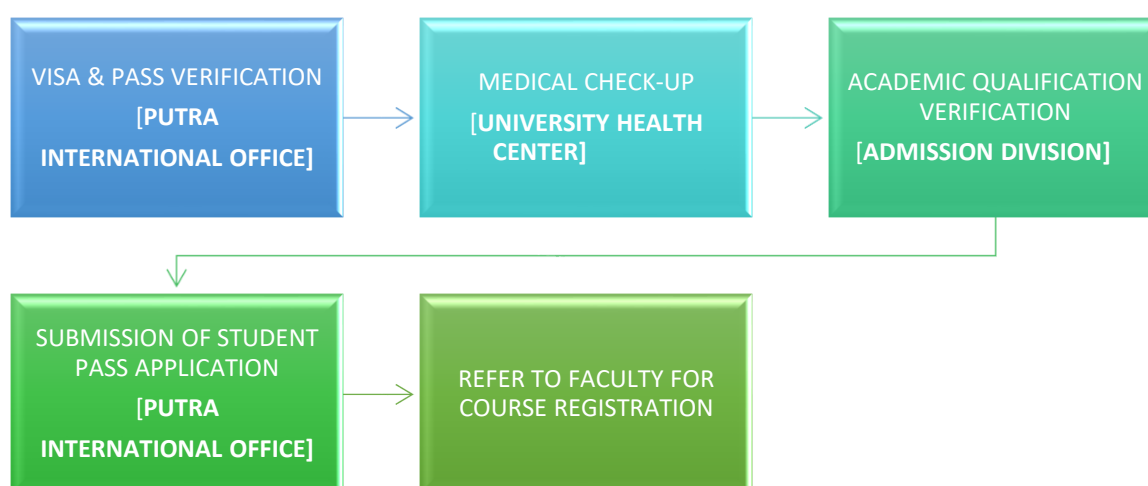 VISA & PASS VERIFICATION
[PUTRA
INTERNATIONAL OFFICE]
MEDICAL CHECK-UP
[UNIVERSITY HEALTH
CENTER]
ACADEMIC QUALIFICATION
VERIFICATION
[ADMISSION DIVISION]
SUBMISSION OF STUDENT
PASS APPLICATION
[PUTRA
INTERNATIONAL OFFICE]
REFER TO FACULTY FOR
COURSE REGISTRATION